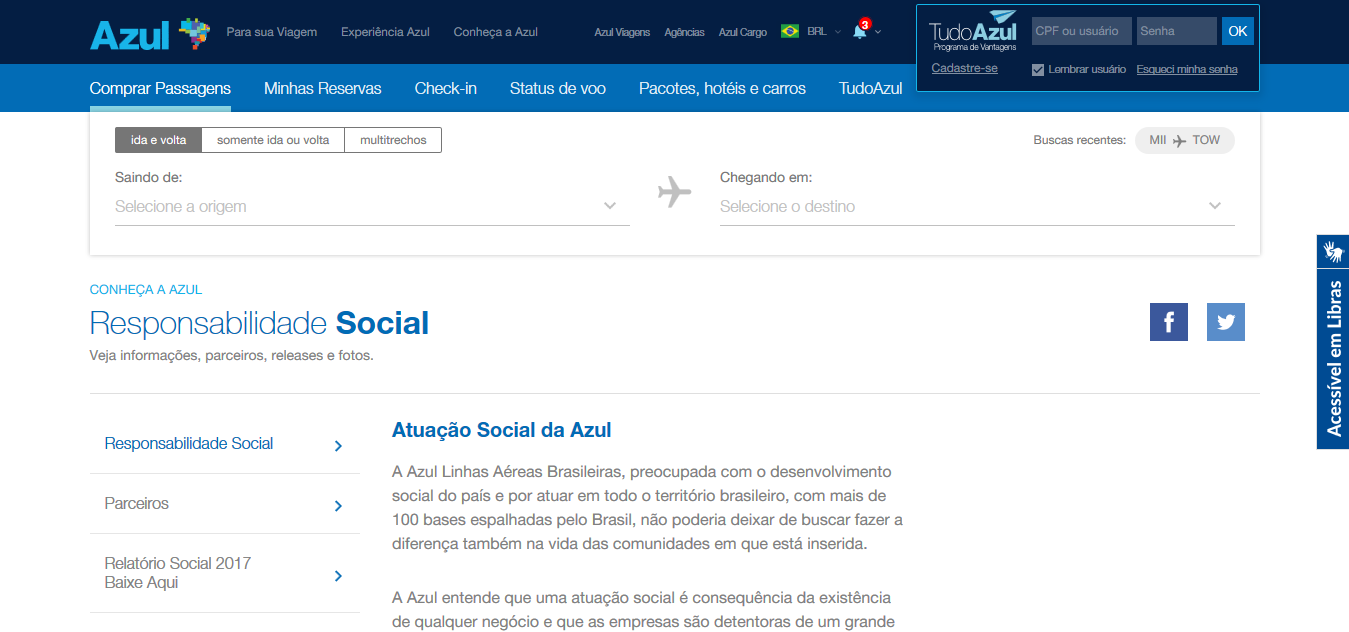 Azul
Para sua Viagem
Experiência Azul
Conheça a Azul
Azul Viagens
Agências
Azul Cargo
BRL
3
TudoAzul
Programa de Vantagens
CPF ou usuário
Senha
OK
Cadastre-se
Lembrar usuário
Esqueci minha senha
Comprar Passagens
Minhas Reservas
Check-in
Status de voo
Pacotes, hotéis e carros
TudoAzul
ida e volta
somente ida ou volta
multitrechos
Buscas recentes:
MII
TOW
Saindo de:
Selecione a origem
Chegando em:
Selecione o destino
CONHEÇA A AZUL
Responsabilidade Social
Veja informações, parceiros, releases e fotos.
Acessível em Libras
Responsabilidade Social
Parceiros
Relatório Social 2017
Baixe Aqui
Atuação Social da Azul
A Azul Linhas Aéreas Brasileiras, preocupada com o desenvolvimento
social do país e por atuar em todo o território brasileiro, com mais de
100 bases espalhadas pelo Brasil, não poderia deixar de buscar fazer a
diferença também na vida das comunidades em que está inserida.
A Azul entende que uma atuação social é consequência da existência
de qualquer negócio e que as empresas são detentoras de um grande